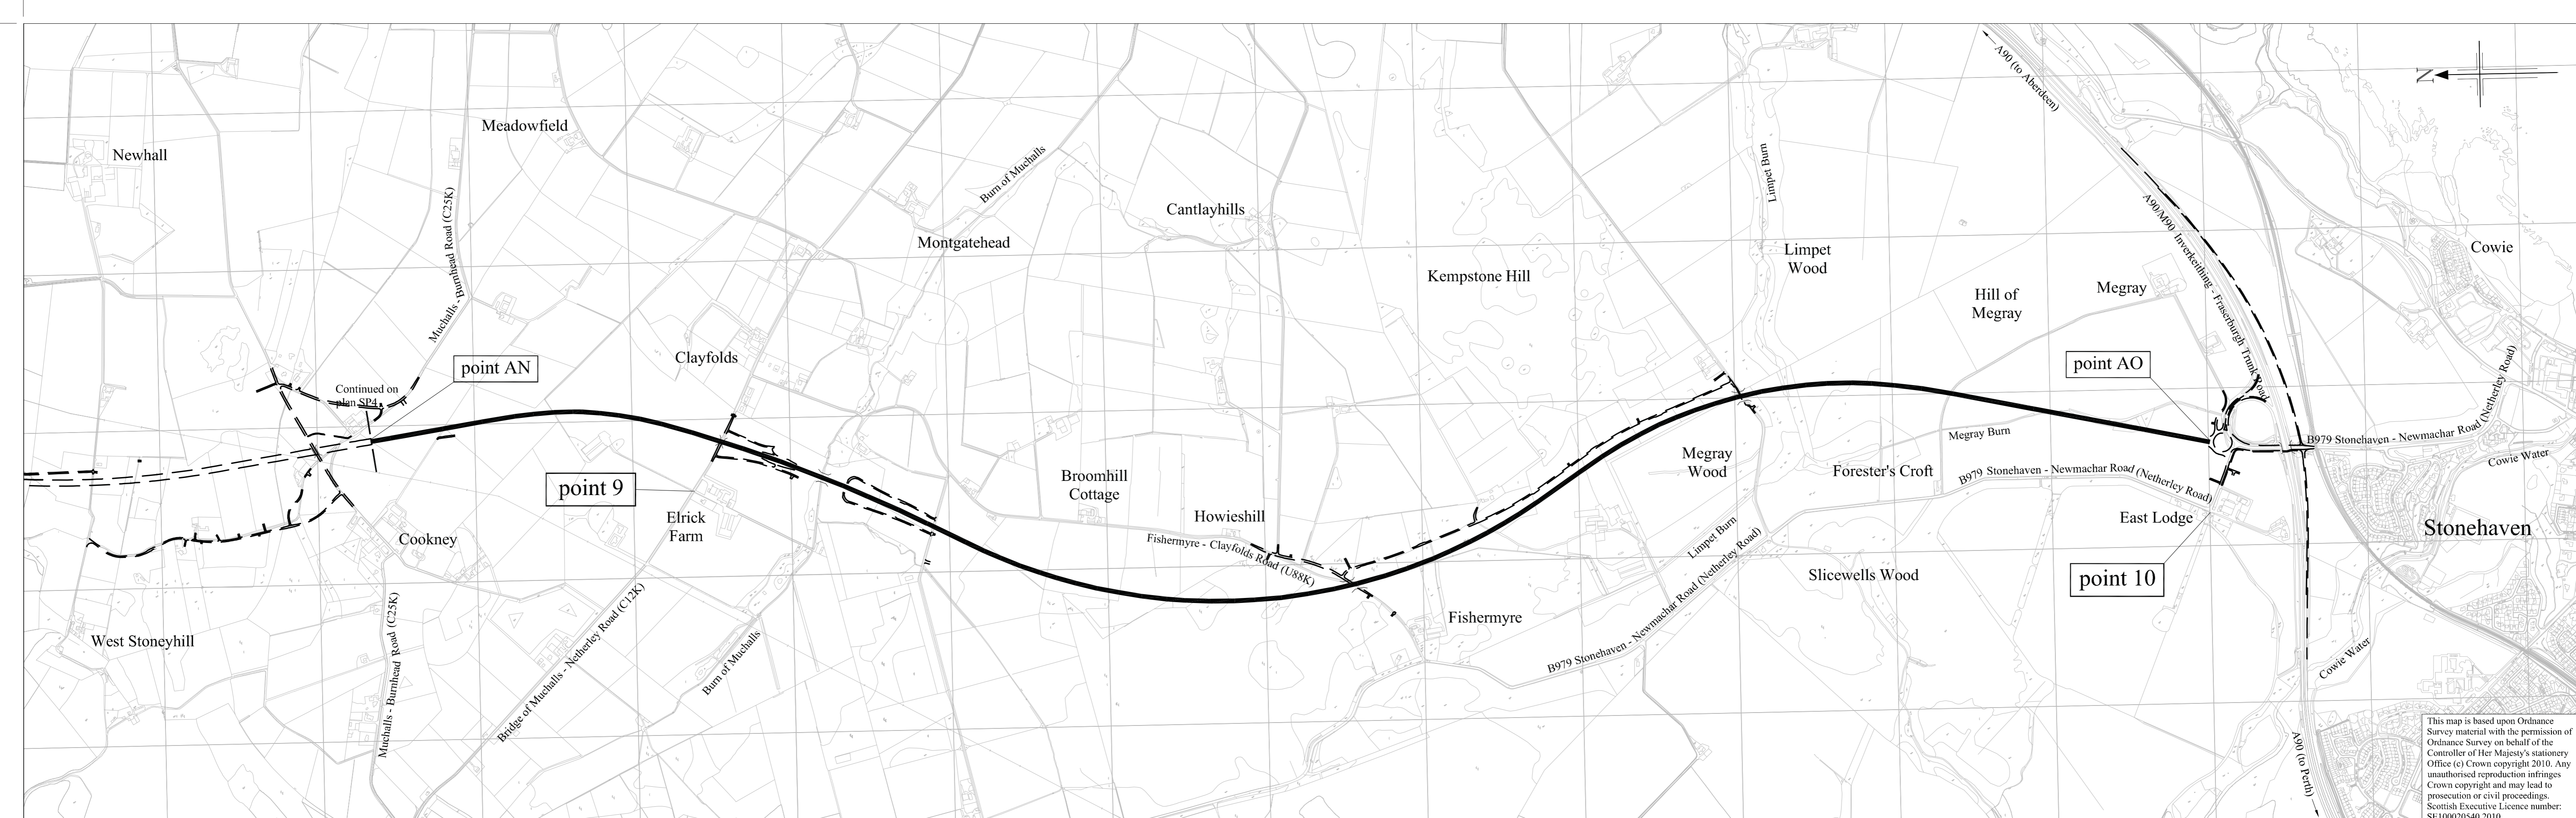 N
A90 (to Aberdeen)
Meadowfield
Newhall
Burn of Muchalls
Limpet Burn
Cantlayhills
Muchalls - Burnhead Road (C25K)
Montgatehead
A90/M90 Inverkeithing - Fraserburgh Trunk Road
Cowie
Limpet
Wood
Kempstone Hill
Megray
Hill of
Megray
Clayfolds
point AN
point AO
Continued on
plan SP4
B979 Stonehaven - Newmachar Road (Netherley Road)
Megray Burn
Megray
Wood
Forester's Croft
B979 Stonehaven - Newmachar Road (Netherley Road)
Cowie Water
point 9
Broomhill
Cottage
Elrick
Farm
Howieshill
East Lodge
Stonehaven
Cookney
Fishermyre - Clayfolds Road (U88K)
Limpet Burn
Slicewells Wood
point 10
Muchalls - Burnhead Road (C25K)
Bridge of Muchalls - Netherley Road (C12K)
Burn of Muchalls
Fishermyre
B979 Stonehaven - Newmachar Road (Netherley Road)
West Stoneyhill
Cowie Water
A90 (to Perth)
This map is based upon Ordnance
Survey material with the permission of
Ordnance Survey on behalf of the
Controller of Her Majesty's stationery
Office (c) Crown copyright 2010. Any
unauthorised reproduction infringes
Crown copyright and may lead to
prosecution or civil proceedings.
Scottish Executive Licence number:
SE100020540 2010